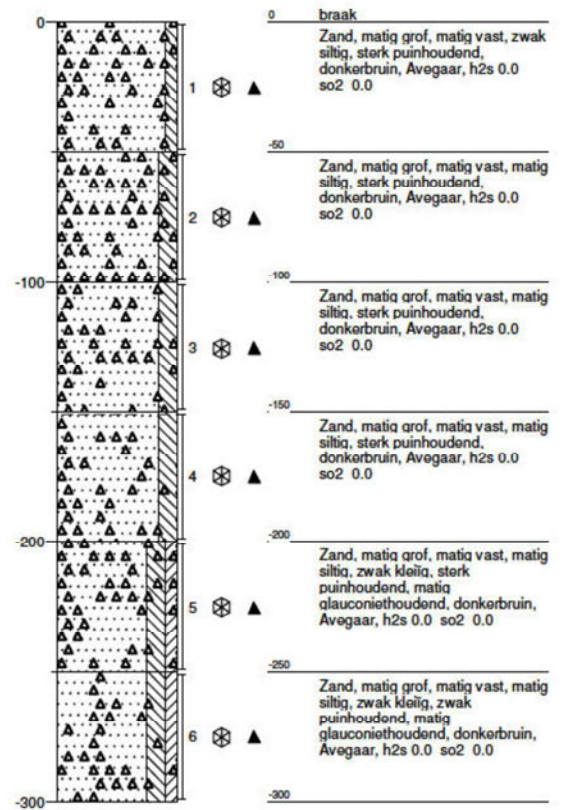 0
0
braak
Zand, matig grof, matig vast, zwak
siltig, sterk puinhoudend,
donkerbruin, Avegaar, h2s 0.0
so2 0.0
1
-50
Zand, matig grof, matig vast, matig
siltig, sterk puinhoudend,
donkerbruin, Avegaar, h2s 0.0
so2 0.0
2
-100
-100
Zand, matig grof, matig vast, matig
siltig, sterk puinhoudend,
donkerbruin, Avegaar, h2s 0.0
so2 0.0
3
-150
Zand, matig grof, matig vast, matig
siltig, sterk puinhoudend,
donkerbruin, Avegaar, h2s 0.0
so2 0.0
4
-200
-200
Zand, matig grof, matig vast, matig
siltig, zwak kleiïg, sterk
puinhoudend, matig
glauconiethoudend, donkerbruin,
Avegaar, h2s 0.0 so2 0.0
5
-250
Zand, matig grof, matig vast, matig
siltig, zwak kleiïg, zwak
puinhoudend, matig
glauconiethoudend, donkerbruin,
Avegaar, h2s 0.0 so2 0.0
6
-300
-300